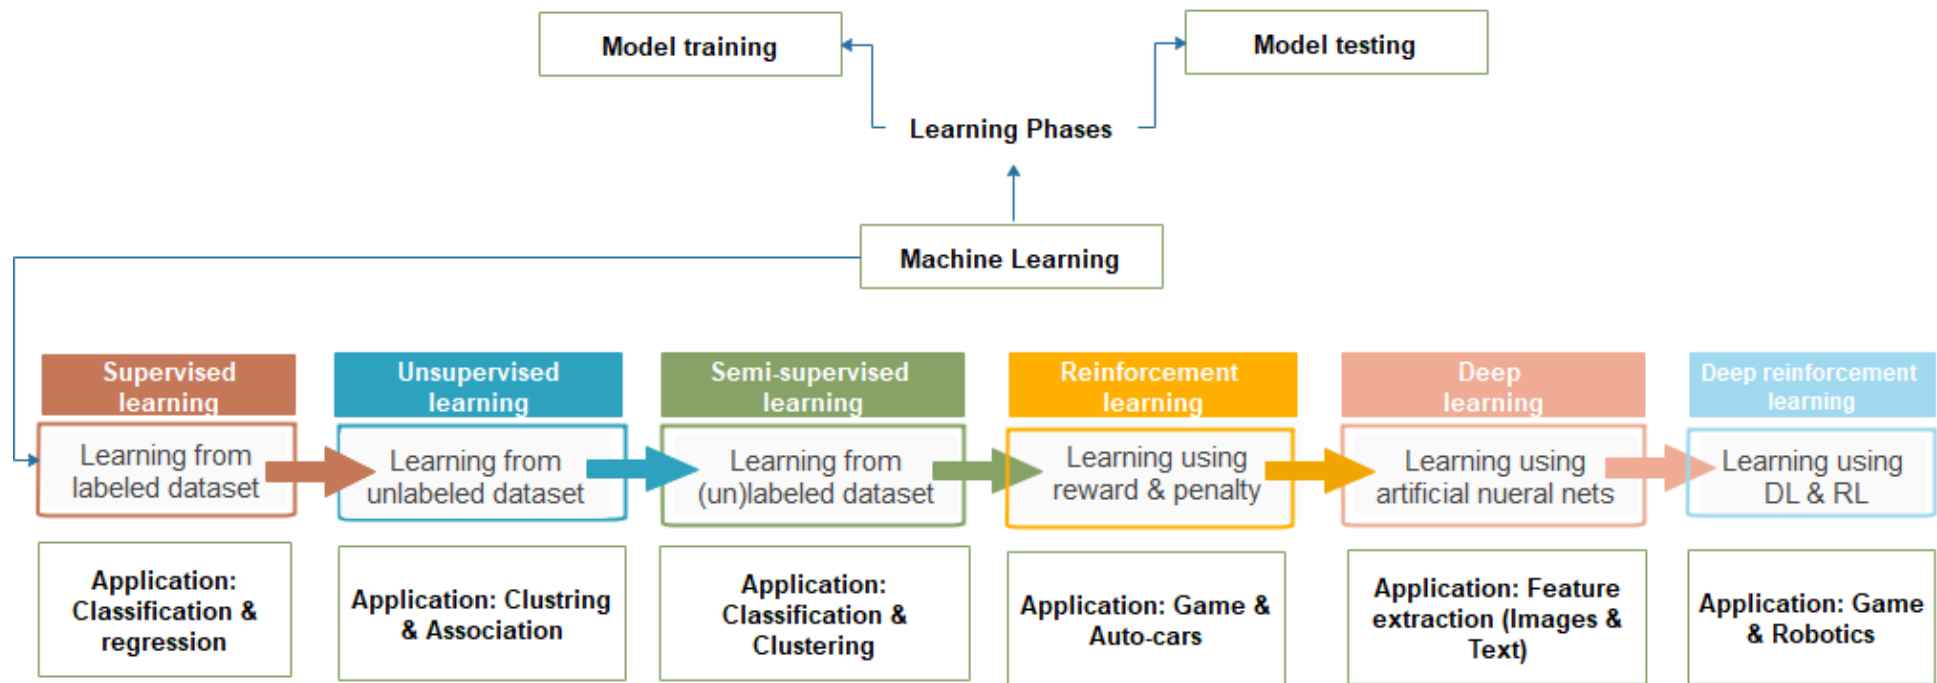 Model training
Model testing
Learning Phases
Machine Learning
Supervised
learning
Unsupervised
learning
Semi-supervised
learning
Reinforcement
learning
Deep
learning
Deep reinforcement
learning
Learning from
labeled dataset
Learning from
unlabeled dataset
Learning from
(un)labeled dataset
Learning using
reward & penalty
Learning using
artificial nueral nets
Learning using
DL & RL
Application:
Classification &
regression
Application: Clustring
& Association
Application:
Classification &
Clustering
Application: Game &
Auto-cars
Application: Feature
extraction (Images &
Text)
Application: Game
& Robotics